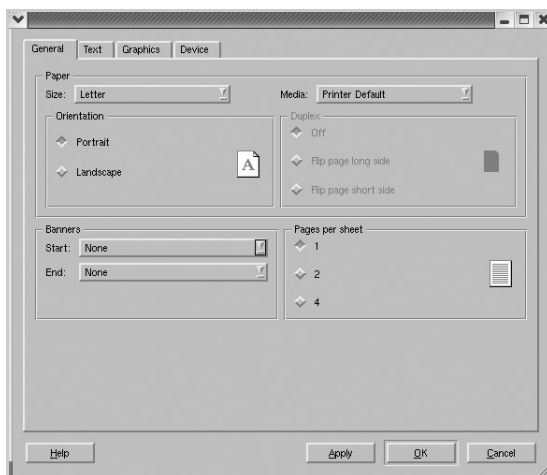 General Text Graphics Device
Paper
Size: Letter Media: Printer Default
Orientation
Portrait
Landscape
A
Duplex
Off
Flip page long side
Flip page short side
Banners
Start: None
End: None
Pages per sheet
1
2
4
Help Apply OK Cancel